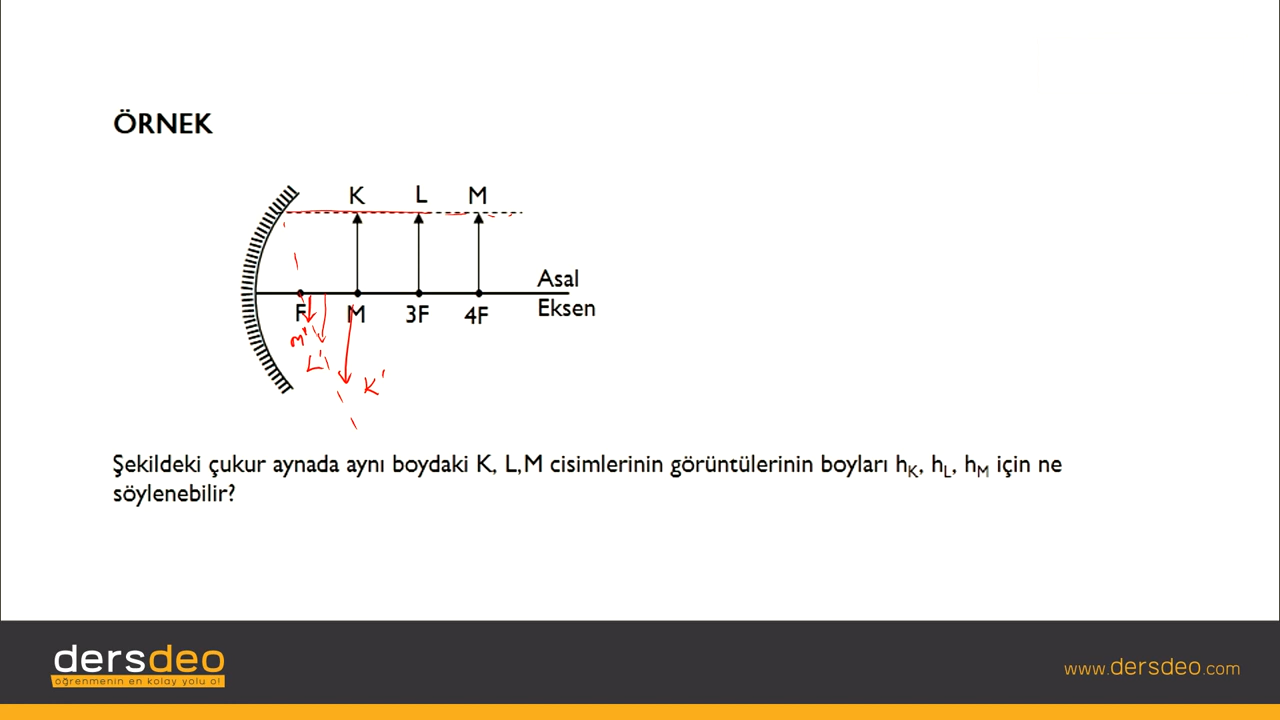 ÖRNEK
K L M
Asal
F M 3F 4F Eksen
M'
L'
K'
Şekildeki çukur aynada aynı boydaki K, L,M cisimlerinin görüntülerinin boyları hK, hL, hM için ne
söylenebilir?
dersdeo
öğrenmenin en kolay yolu o!
www.dersdeo.com